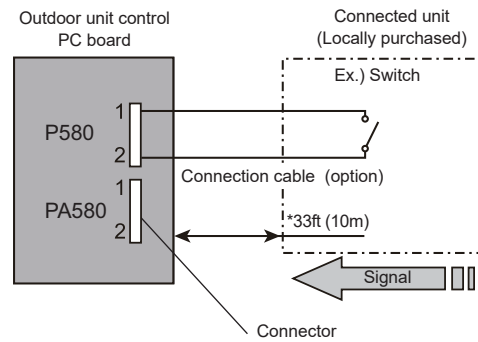 Outdoor unit control
PC board
Connected unit
(Locally purchased)
Ex.) Switch
P580
1
2
Connection cable (option)
PA580
1
2
*33ft (10m)
Signal
Connector